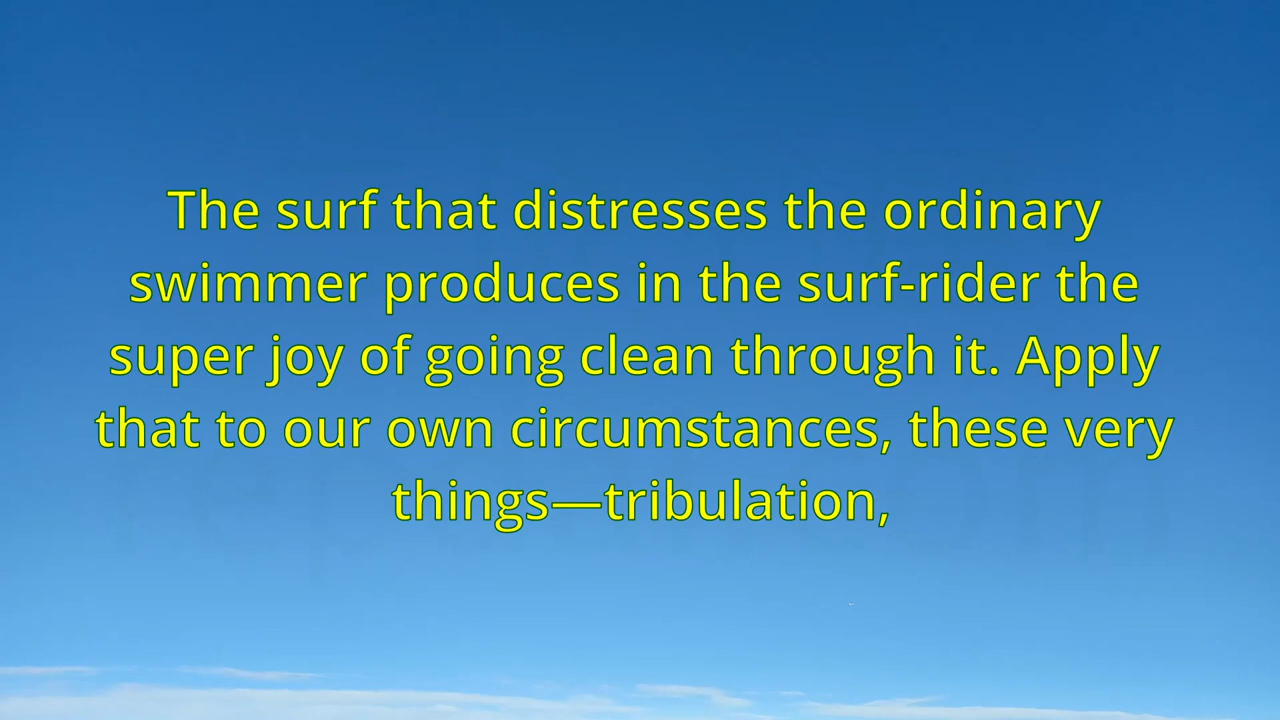 The surf that distresses the ordinary
swimmer produces in the surf-rider the
super joy of going clean through it. Apply
that to our own circumstances, these very
things—tribulation,